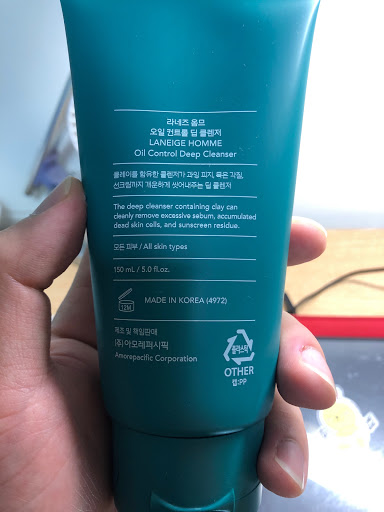 라네즈 옴므
오일 컨트롤 딥 클렌저
LANEIGE HOMME
Oil Control Deep Cleanser
클레이를 함유한 클렌저가 과잉 피지, 묵은 각질,
선크림까지 개운하게 씻어내주는 딥 클렌저
The deep cleanser containing clay can
cleanly remove excessive sebum, accumulated
dead skin cells, and sunscreen residue.
모든 피부 / All skin types
150 mL / 5.0 fl.oz.
12M
MADE IN KOREA (4972)
제조 및 책임판매
(주)아모레퍼시픽
Amorepacific Corporation
플라스틱
OTHER
캡:PP